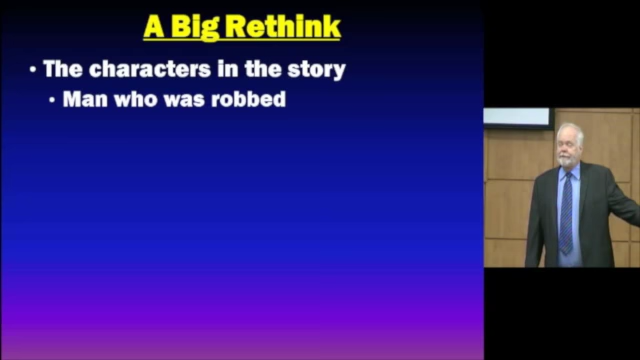 A Big Rethink
• The characters in the story
• Man who was robbed